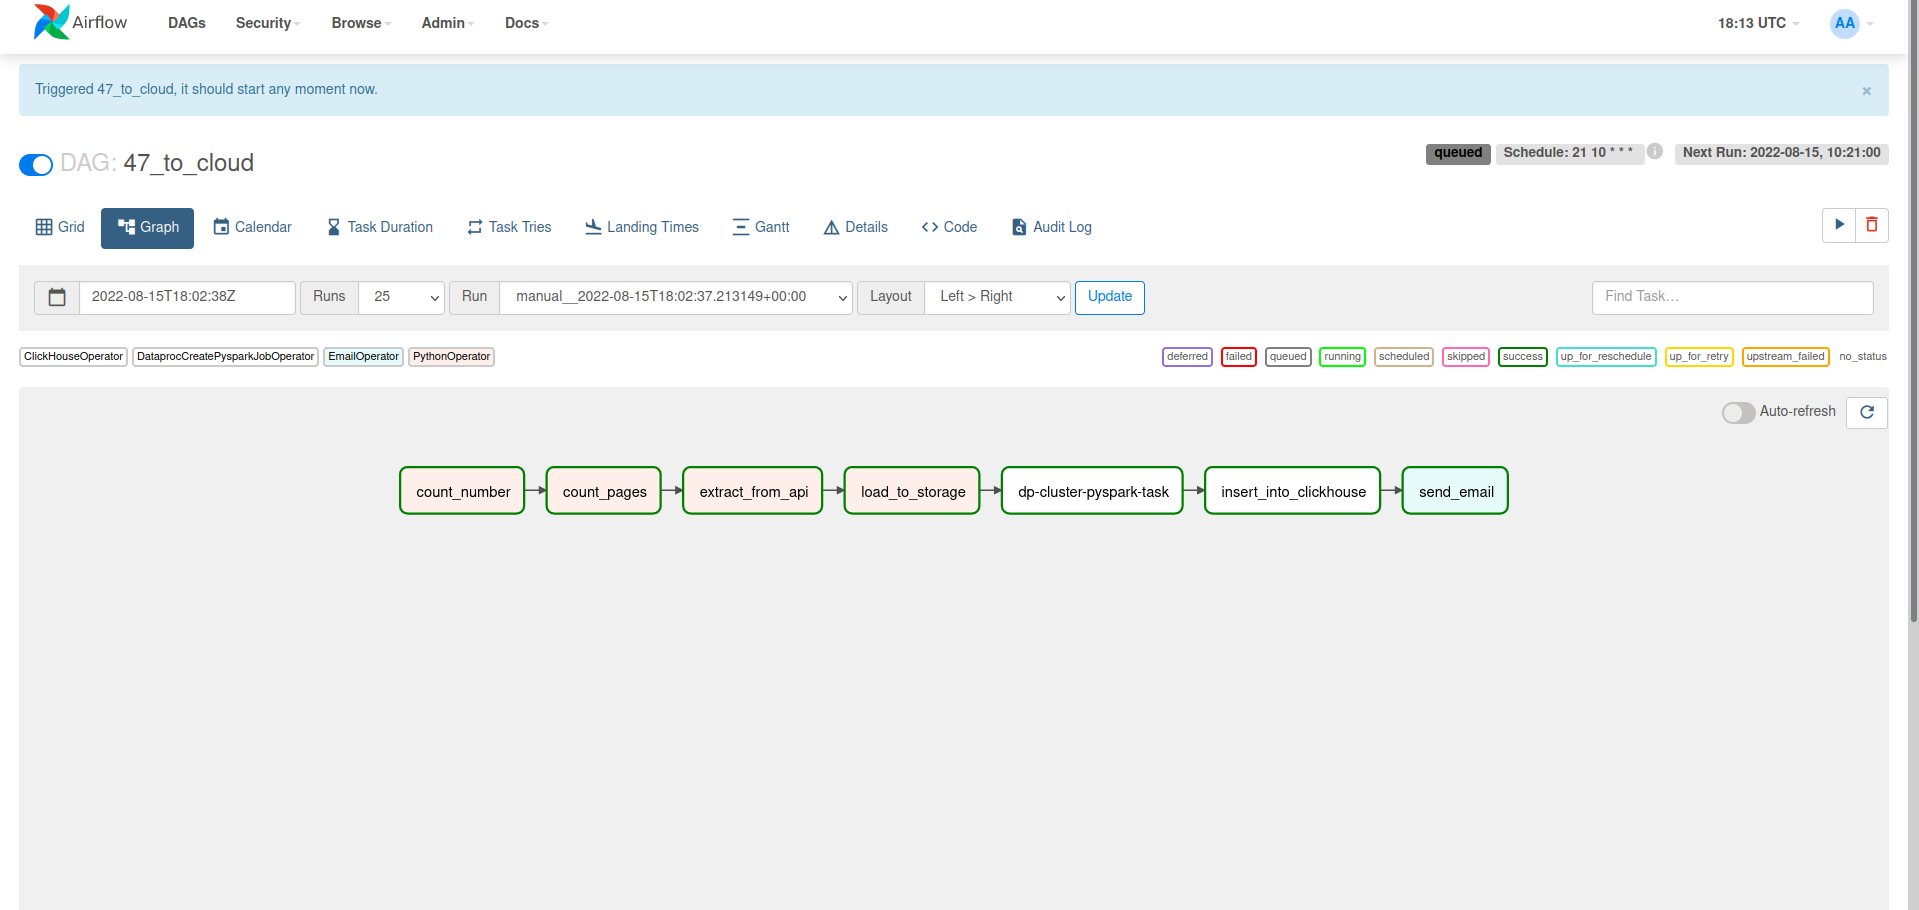 Airflow DAGs Security Browse Admin Docs 18:13 UTC AA
Triggered 47_to_cloud, it should start any moment now. ×
DAG: 47_to_cloud queued Schedule: 21 10 * * * i Next Run: 2022-08-15, 10:21:00
Grid Graph Calendar Task Duration Task Tries Landing Times Gantt Details Code Audit Log
2022-08-15T18:02:38Z Runs 25 Run manual__2022-08-15T18:02:37.213149+00:00 Layout Left > Right Update Find Task…
ClickHouseOperator DataprocCreatePysparkJobOperator EmailOperator PythonOperator deferred failed queued running scheduled skipped success up_for_reschedule up_for_retry upstream_failed no_status
Auto-refresh
count_number count_pages extract_from_api load_to_storage dp-cluster-pyspark-task insert_into_clickhouse send_email